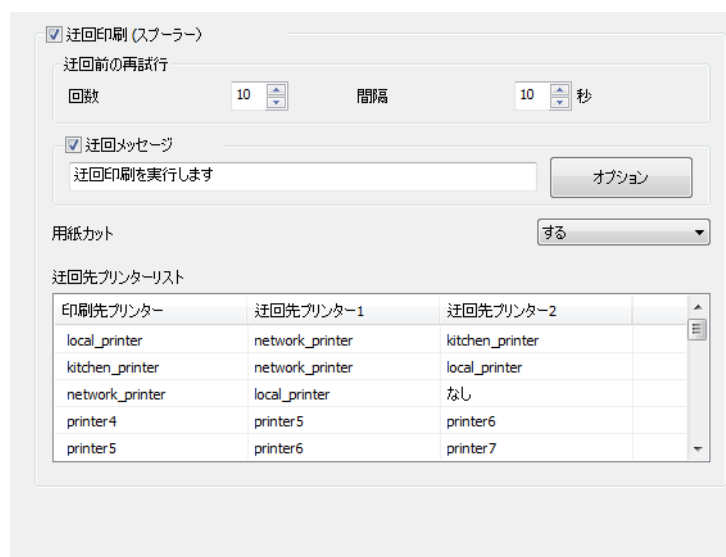 迂回印刷 (スプーラー)
迂回前の再試行
回数 10 間隔 10 秒
迂回メッセージ
迂回印刷を実行します オプション
用紙カット する
迂回先プリンターリスト
印刷先プリンター 迂回先プリンター1 迂回先プリンター2
local_printer network_printer kitchen_printer
kitchen_printer network_printer local_printer
network_printer local_printer なし
printer4 printer5 printer6
printer5 printer6 printer7